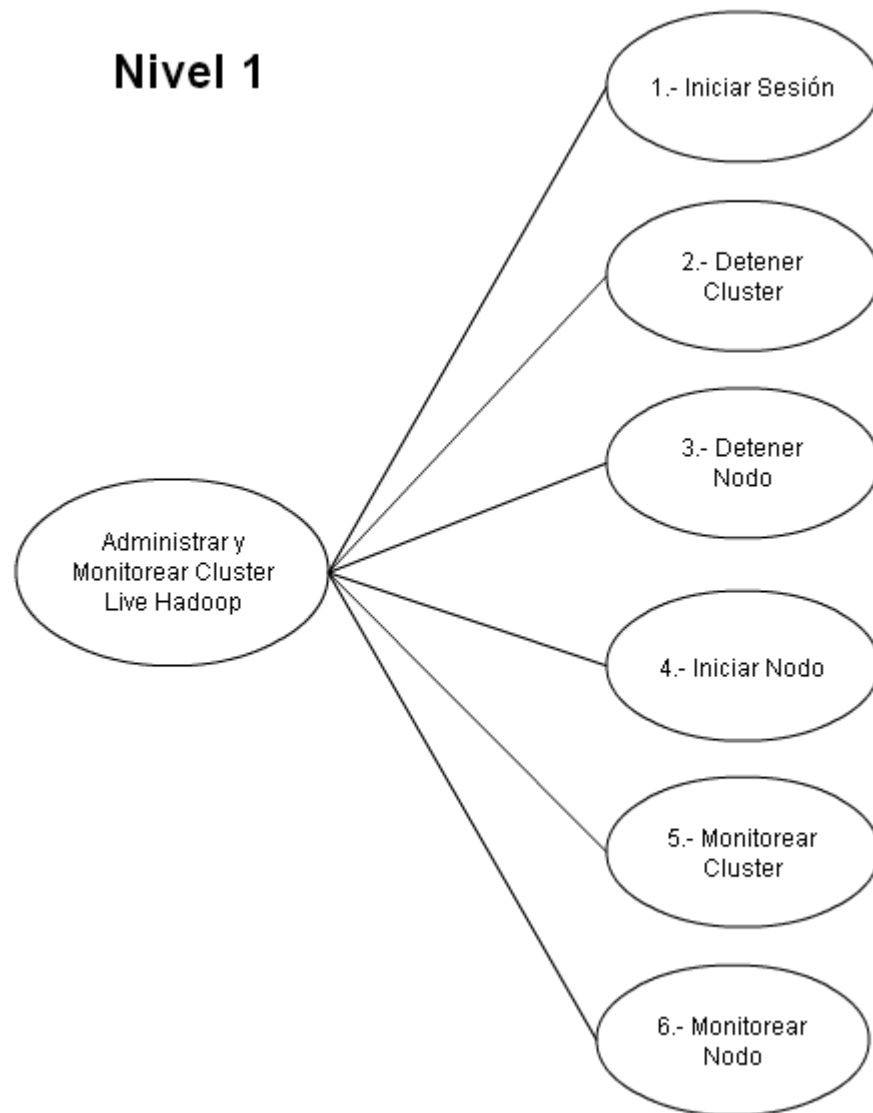 Nivel 1
1.- Iniciar Sesión
2.- Detener
Cluster
3.- Detener
Nodo
Administrar y
Monitorear Cluster
Live Hadoop
4.- Iniciar Nodo
5.- Monitorear
Cluster
6.- Monitorear
Nodo